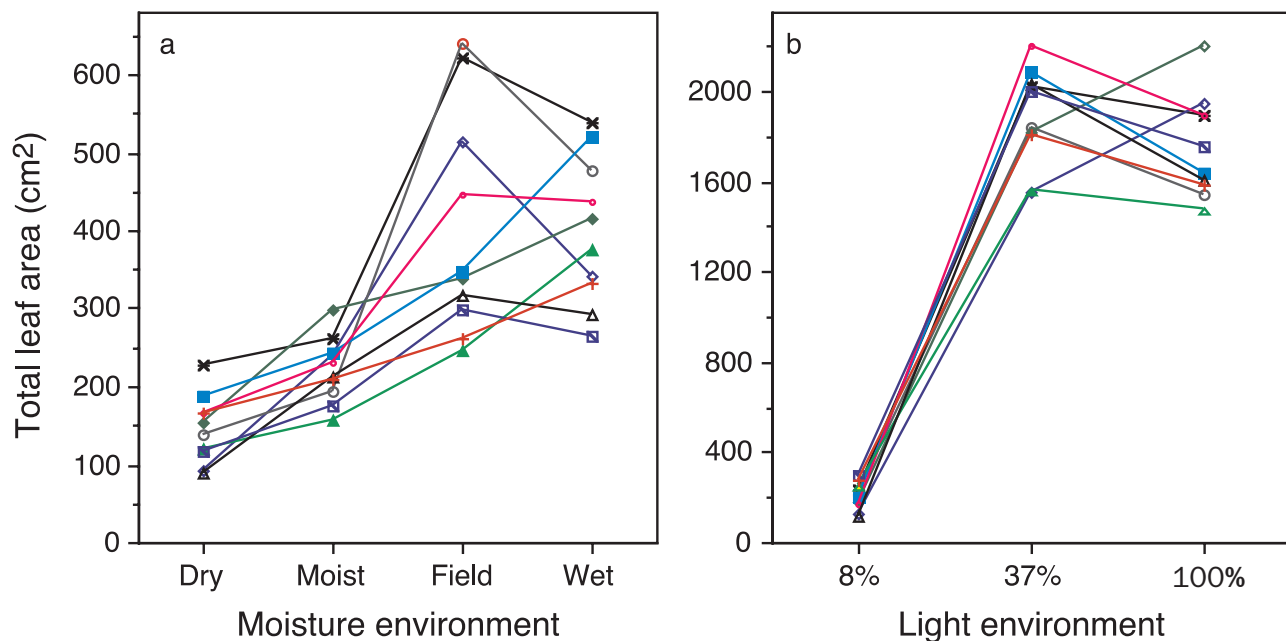 a
Total leaf area (cm2)
600
500
400
300
200
100
0
Dry Moist Field Wet
Moisture environment
b
2000
1600
1200
800
400
0
8% 37% 100%
Light environment